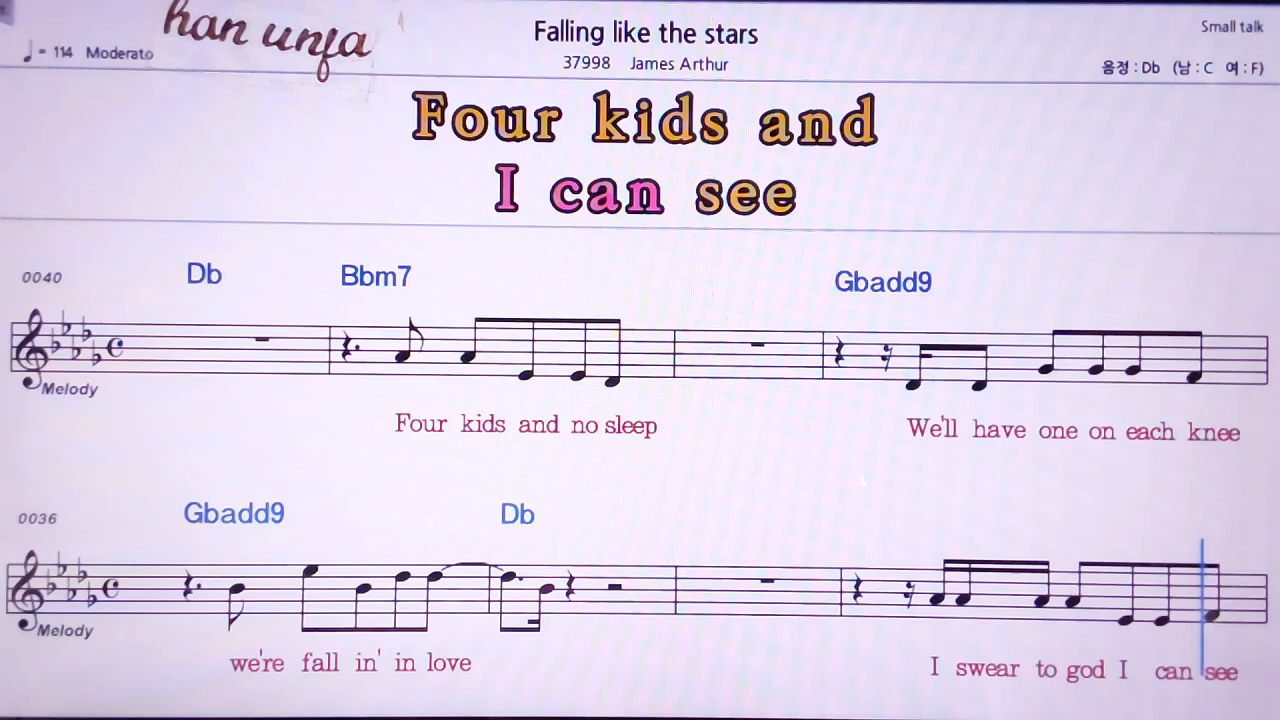 han unfa
Falling like the stars
Small talk
♩= 114 Moderato
37998 James Arthur
음정 : Db (남 : C 여 : F)
Four kids and
I can see
0040 Db Bbm7 Gbadd9
Melody
Four kids and no sleep We'll have one on each knee
0036 Gbadd9 Db
Melody
we're fall in' in love I swear to god I can see